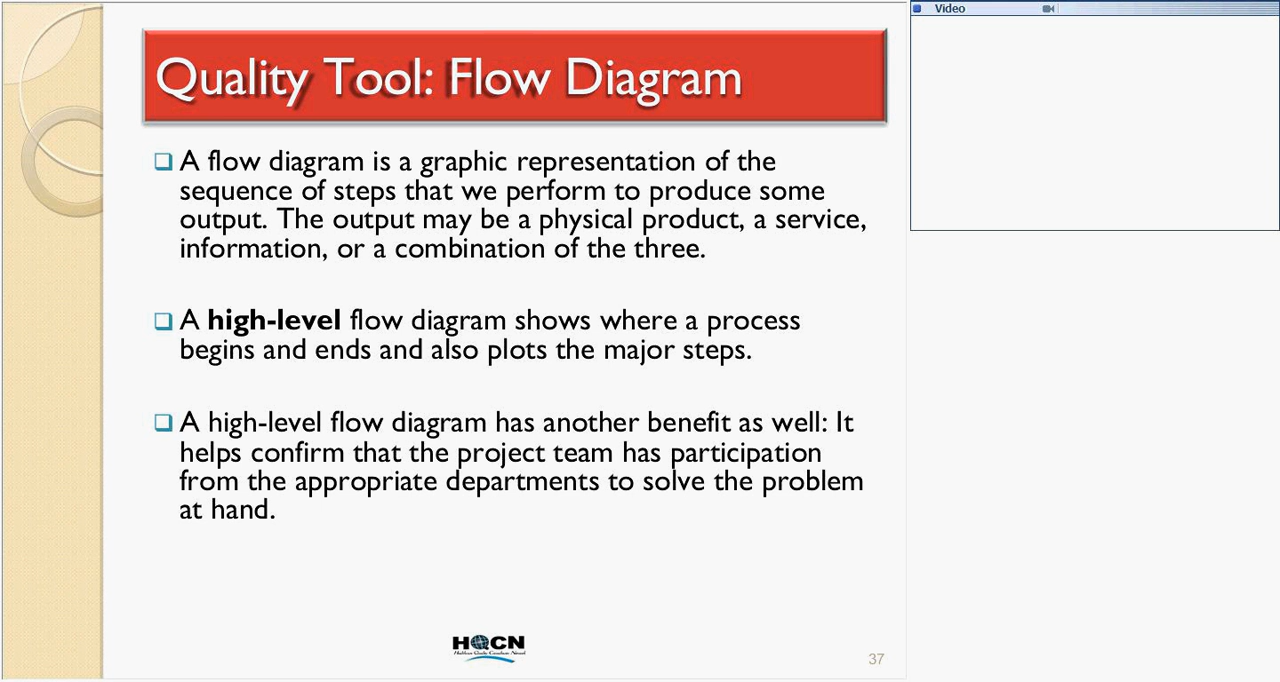 Video
Quality Tool: Flow Diagram
A flow diagram is a graphic representation of the
sequence of steps that we perform to produce some
output. The output may be a physical product, a service,
information, or a combination of the three.
A high-level flow diagram shows where a process
begins and ends and also plots the major steps.
A high-level flow diagram has another benefit as well: It
helps confirm that the project team has participation
from the appropriate departments to solve the problem
at hand.
HQCN
37